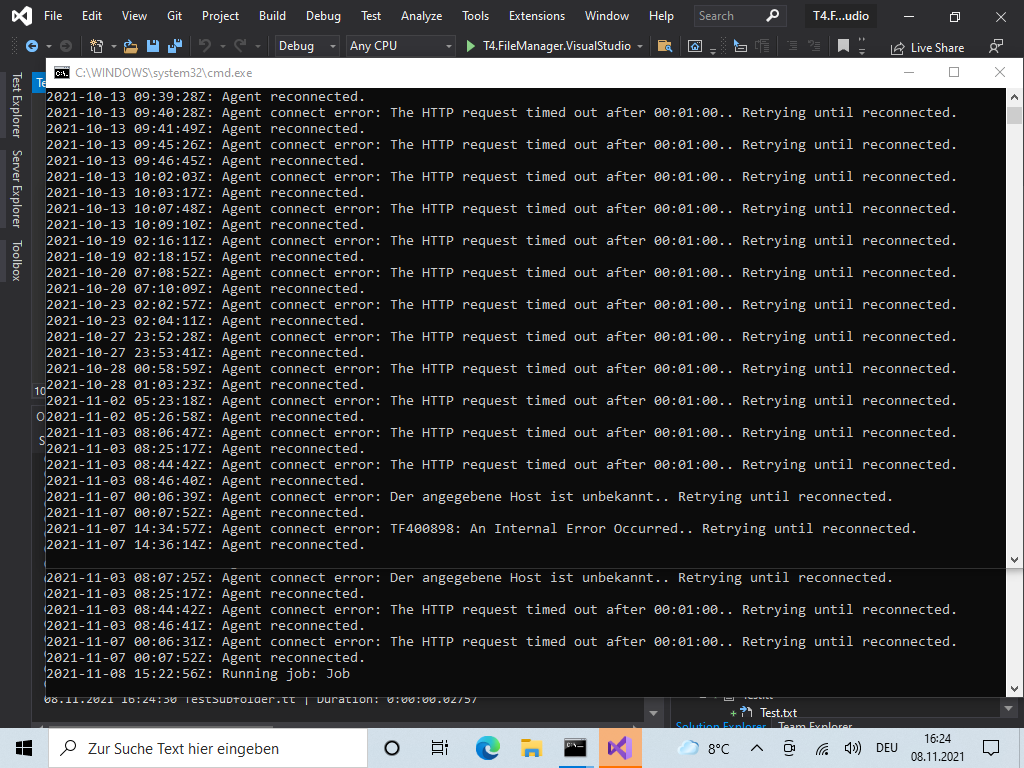 File Edit View Git Project Build Debug Test Analyze Tools Extensions Window Help Search T4.F...udio
Debug Any CPU T4.FileManager.VisualStudio Live Share
Test Explorer
Server Explorer
Toolbox
Te
C:\WINDOWS\system32\cmd.exe
2021-10-13 09:39:28Z: Agent reconnected.
2021-10-13 09:40:28Z: Agent connect error: The HTTP request timed out after 00:01:00.. Retrying until reconnected.
2021-10-13 09:41:49Z: Agent reconnected.
2021-10-13 09:45:26Z: Agent connect error: The HTTP request timed out after 00:01:00.. Retrying until reconnected.
2021-10-13 09:46:45Z: Agent reconnected.
2021-10-13 10:02:03Z: Agent connect error: The HTTP request timed out after 00:01:00.. Retrying until reconnected.
2021-10-13 10:03:17Z: Agent reconnected.
2021-10-13 10:07:48Z: Agent connect error: The HTTP request timed out after 00:01:00.. Retrying until reconnected.
2021-10-13 10:09:10Z: Agent reconnected.
2021-10-19 02:16:11Z: Agent connect error: The HTTP request timed out after 00:01:00.. Retrying until reconnected.
2021-10-19 02:18:15Z: Agent reconnected.
2021-10-20 07:08:52Z: Agent connect error: The HTTP request timed out after 00:01:00.. Retrying until reconnected.
2021-10-20 07:10:09Z: Agent reconnected.
2021-10-23 02:02:57Z: Agent connect error: The HTTP request timed out after 00:01:00.. Retrying until reconnected.
2021-10-23 02:04:11Z: Agent reconnected.
2021-10-27 23:52:28Z: Agent connect error: The HTTP request timed out after 00:01:00.. Retrying until reconnected.
2021-10-27 23:53:41Z: Agent reconnected.
2021-10-28 00:58:59Z: Agent connect error: The HTTP request timed out after 00:01:00.. Retrying until reconnected.
2021-10-28 01:03:23Z: Agent reconnected.
2021-11-02 05:23:18Z: Agent connect error: The HTTP request timed out after 00:01:00.. Retrying until reconnected.
2021-11-02 05:26:58Z: Agent reconnected.
2021-11-03 08:06:47Z: Agent connect error: The HTTP request timed out after 00:01:00.. Retrying until reconnected.
2021-11-03 08:25:17Z: Agent reconnected.
2021-11-03 08:44:42Z: Agent connect error: The HTTP request timed out after 00:01:00.. Retrying until reconnected.
2021-11-03 08:46:40Z: Agent reconnected.
2021-11-07 00:06:39Z: Agent connect error: Der angegebene Host ist unbekannt.. Retrying until reconnected.
2021-11-07 00:07:52Z: Agent reconnected.
2021-11-07 14:34:57Z: Agent connect error: TF400898: An Internal Error Occurred.. Retrying until reconnected.
2021-11-07 14:36:14Z: Agent reconnected.
2021-11-03 08:07:25Z: Agent connect error: Der angegebene Host ist unbekannt.. Retrying until reconnected.
2021-11-03 08:25:17Z: Agent reconnected.
2021-11-03 08:44:42Z: Agent connect error: The HTTP request timed out after 00:01:00.. Retrying until reconnected.
2021-11-03 08:46:41Z: Agent reconnected.
2021-11-07 00:06:31Z: Agent connect error: The HTTP request timed out after 00:01:00.. Retrying until reconnected.
2021-11-07 00:07:52Z: Agent reconnected.
2021-11-08 15:22:56Z: Running job: Job
08.11.2021 16:24:30 TestSubfolder.tt | Duration: 0:00:00.02757
Test.txt
Solution Explorer Team Explorer
Zur Suche Text hier eingeben
8°C DEU 16:24
08.11.2021